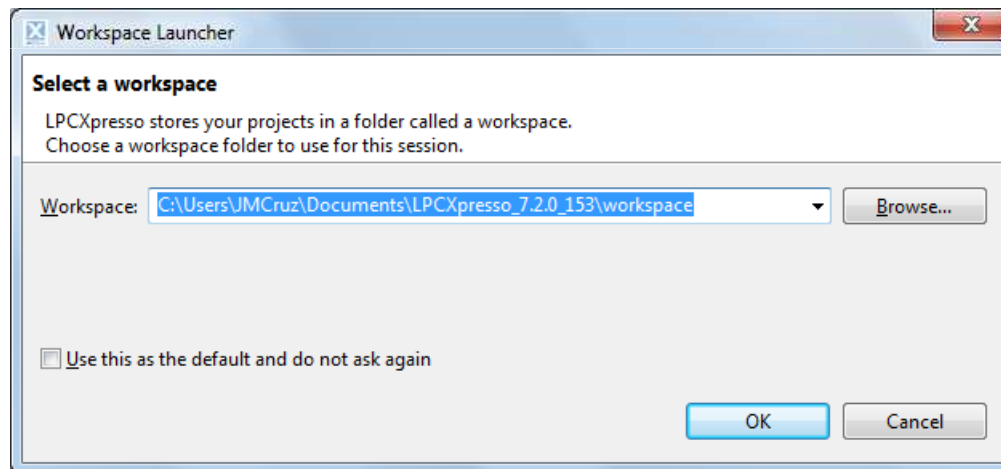 Workspace Launcher
Select a workspace
LPCXpresso stores your projects in a folder called a workspace.
Choose a workspace folder to use for this session.
Workspace: C:\Users\JMCruz\Documents\LPCXpresso_7.2.0_153\workspace Browse...
Use this as the default and do not ask again
OK Cancel